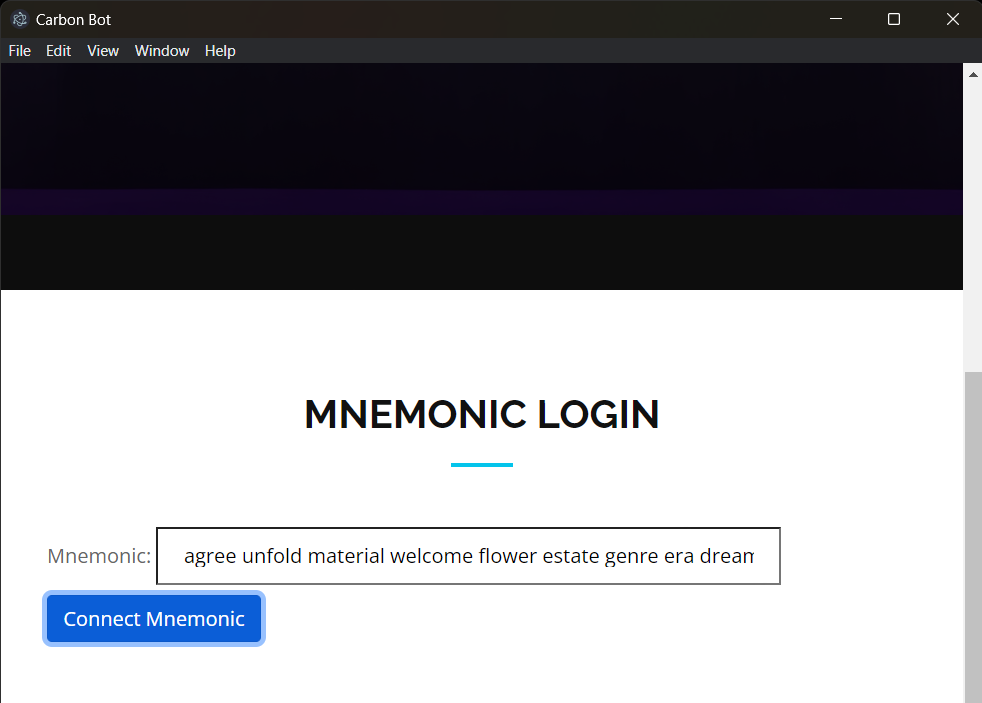 Carbon Bot
File Edit View Window Help
MNEMONIC LOGIN
Mnemonic: agree unfold material welcome flower estate genre era dream
Connect Mnemonic